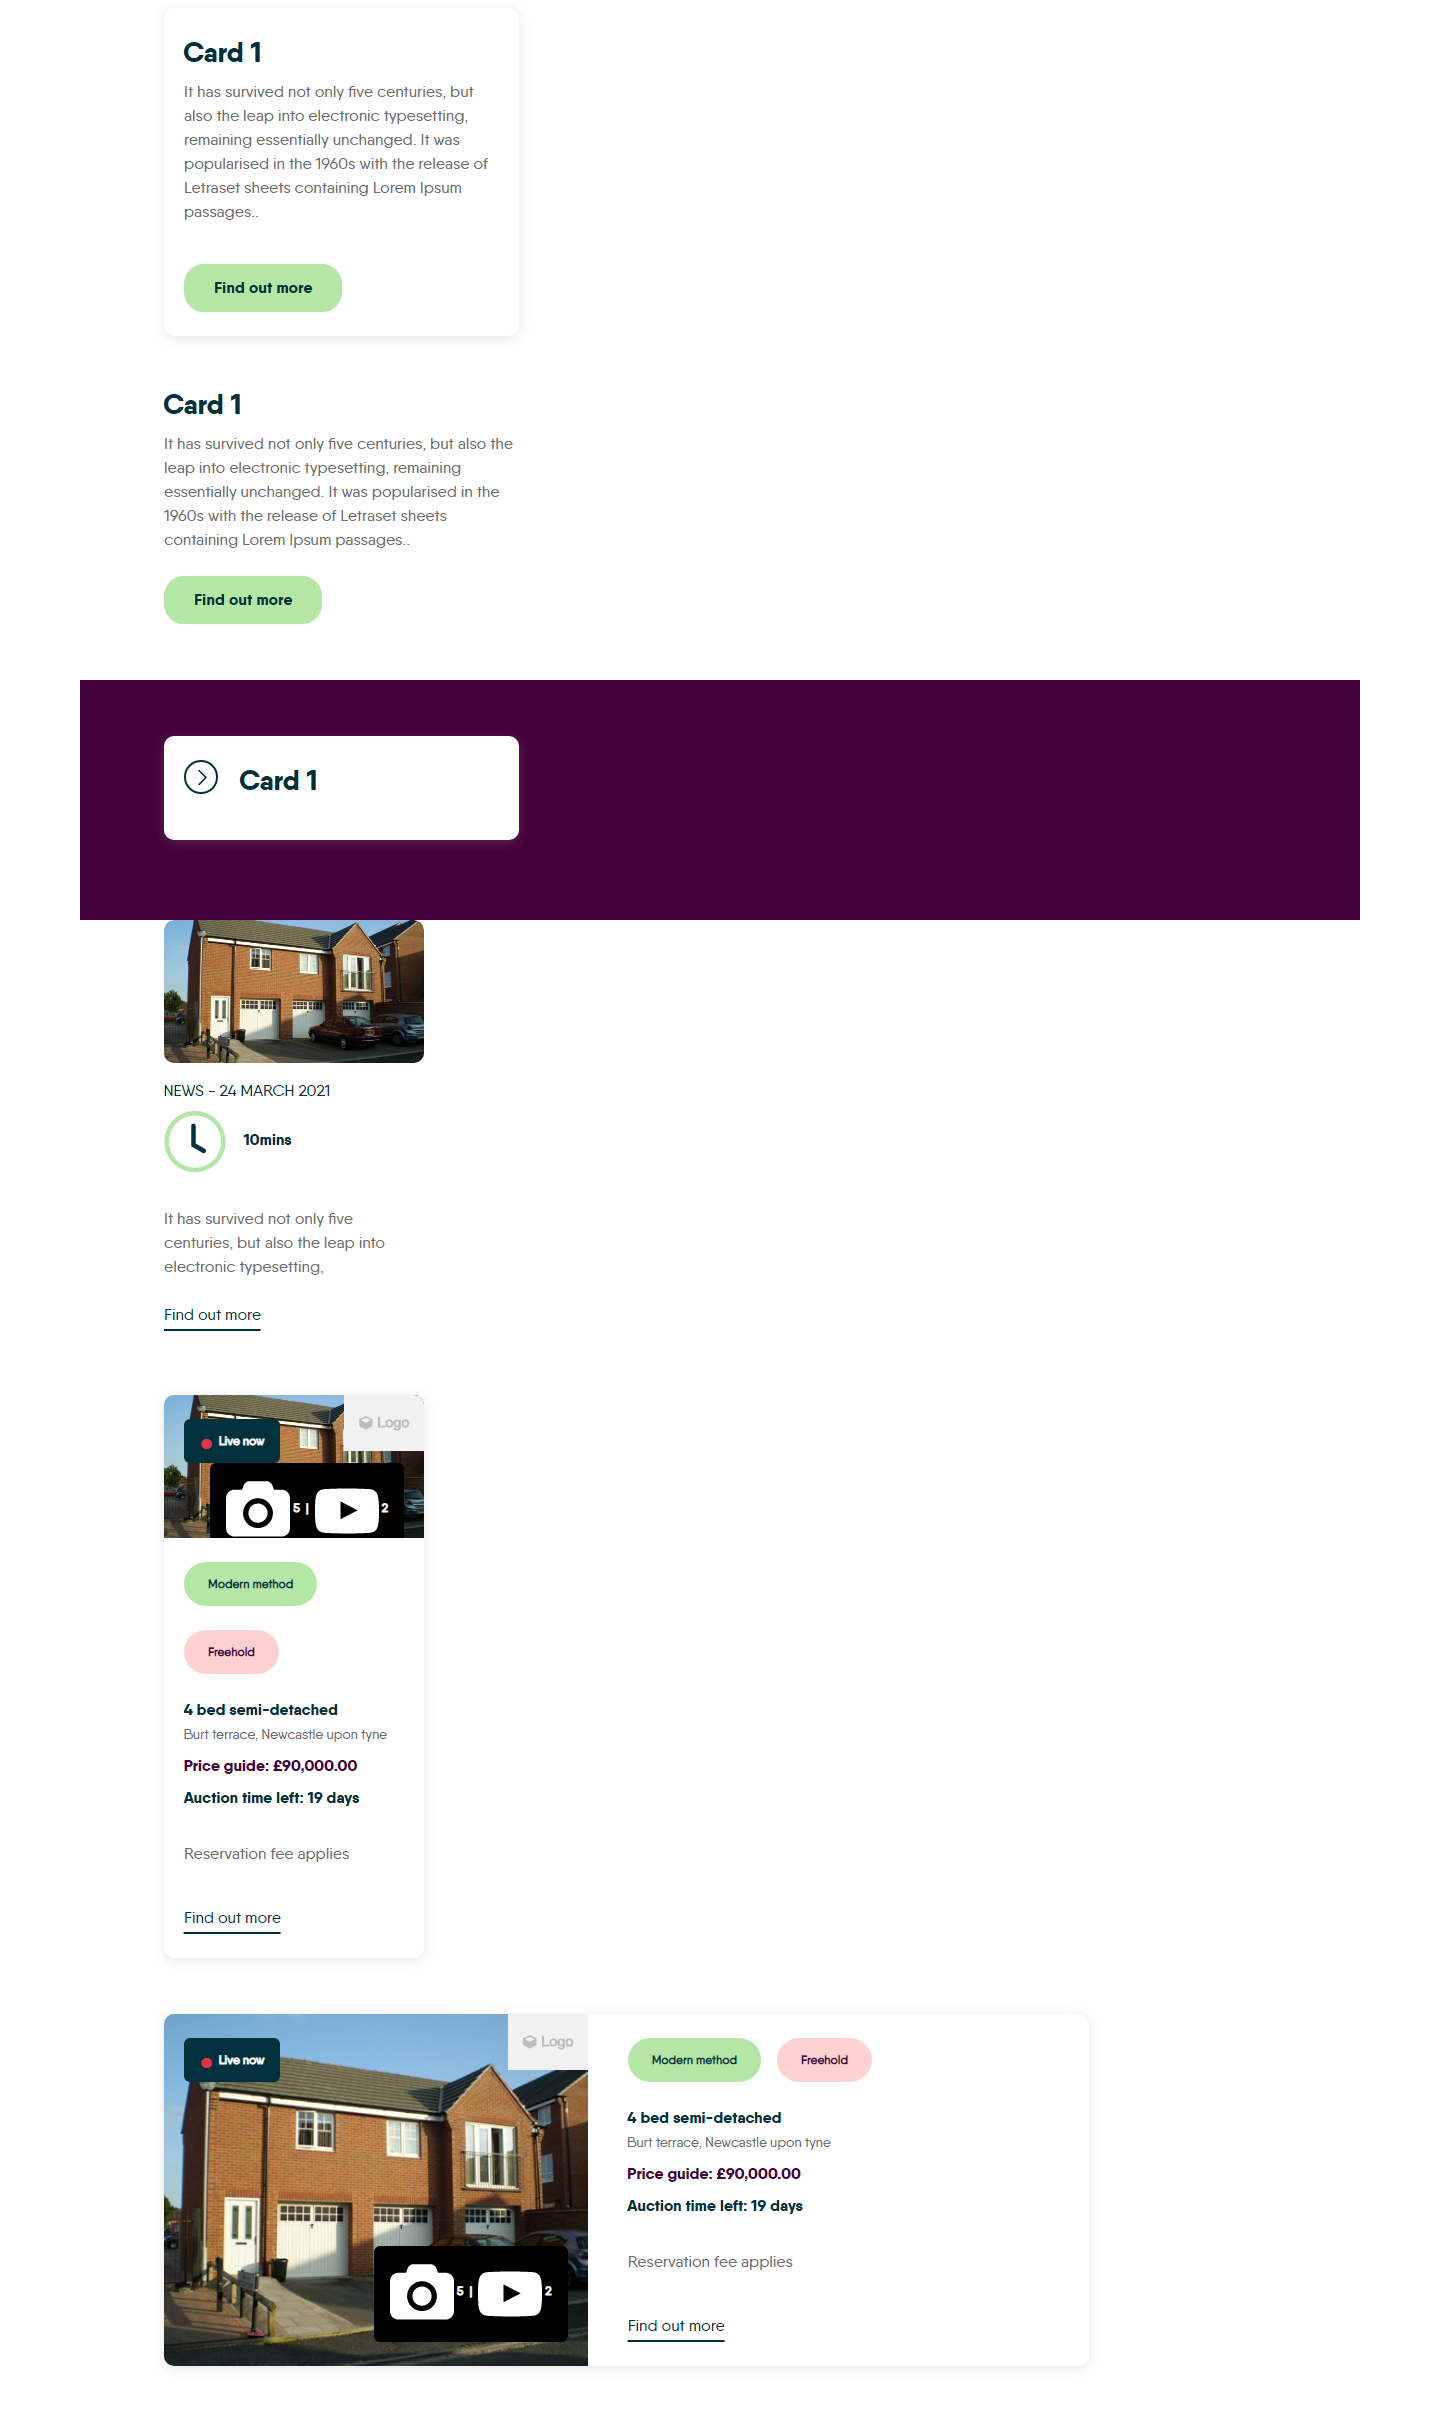 Card 1
It has survived not only five centuries, but
also the leap into electronic typesetting,
remaining essentially unchanged. It was
popularised in the 1960s with the release of
Letraset sheets containing Lorem Ipsum
passages..
Find out more
Card 1
It has survived not only five centuries, but also the
leap into electronic typesetting, remaining
essentially unchanged. It was popularised in the
1960s with the release of Letraset sheets
containing Lorem Ipsum passages..
Find out more
Card 1
NEWS - 24 MARCH 2021
10mins
It has survived not only five
centuries, but also the leap into
electronic typesetting,
Find out more
Logo
Live now
5 | 2
Modern method
Freehold
4 bed semi-detached
Burt terrace, Newcastle upon tyne
Price guide: £90,000.00
Auction time left: 19 days
Reservation fee applies
Find out more
Logo
Live now
5 | 2
Modern method Freehold
4 bed semi-detached
Burt terrace, Newcastle upon tyne
Price guide: £90,000.00
Auction time left: 19 days
Reservation fee applies
Find out more